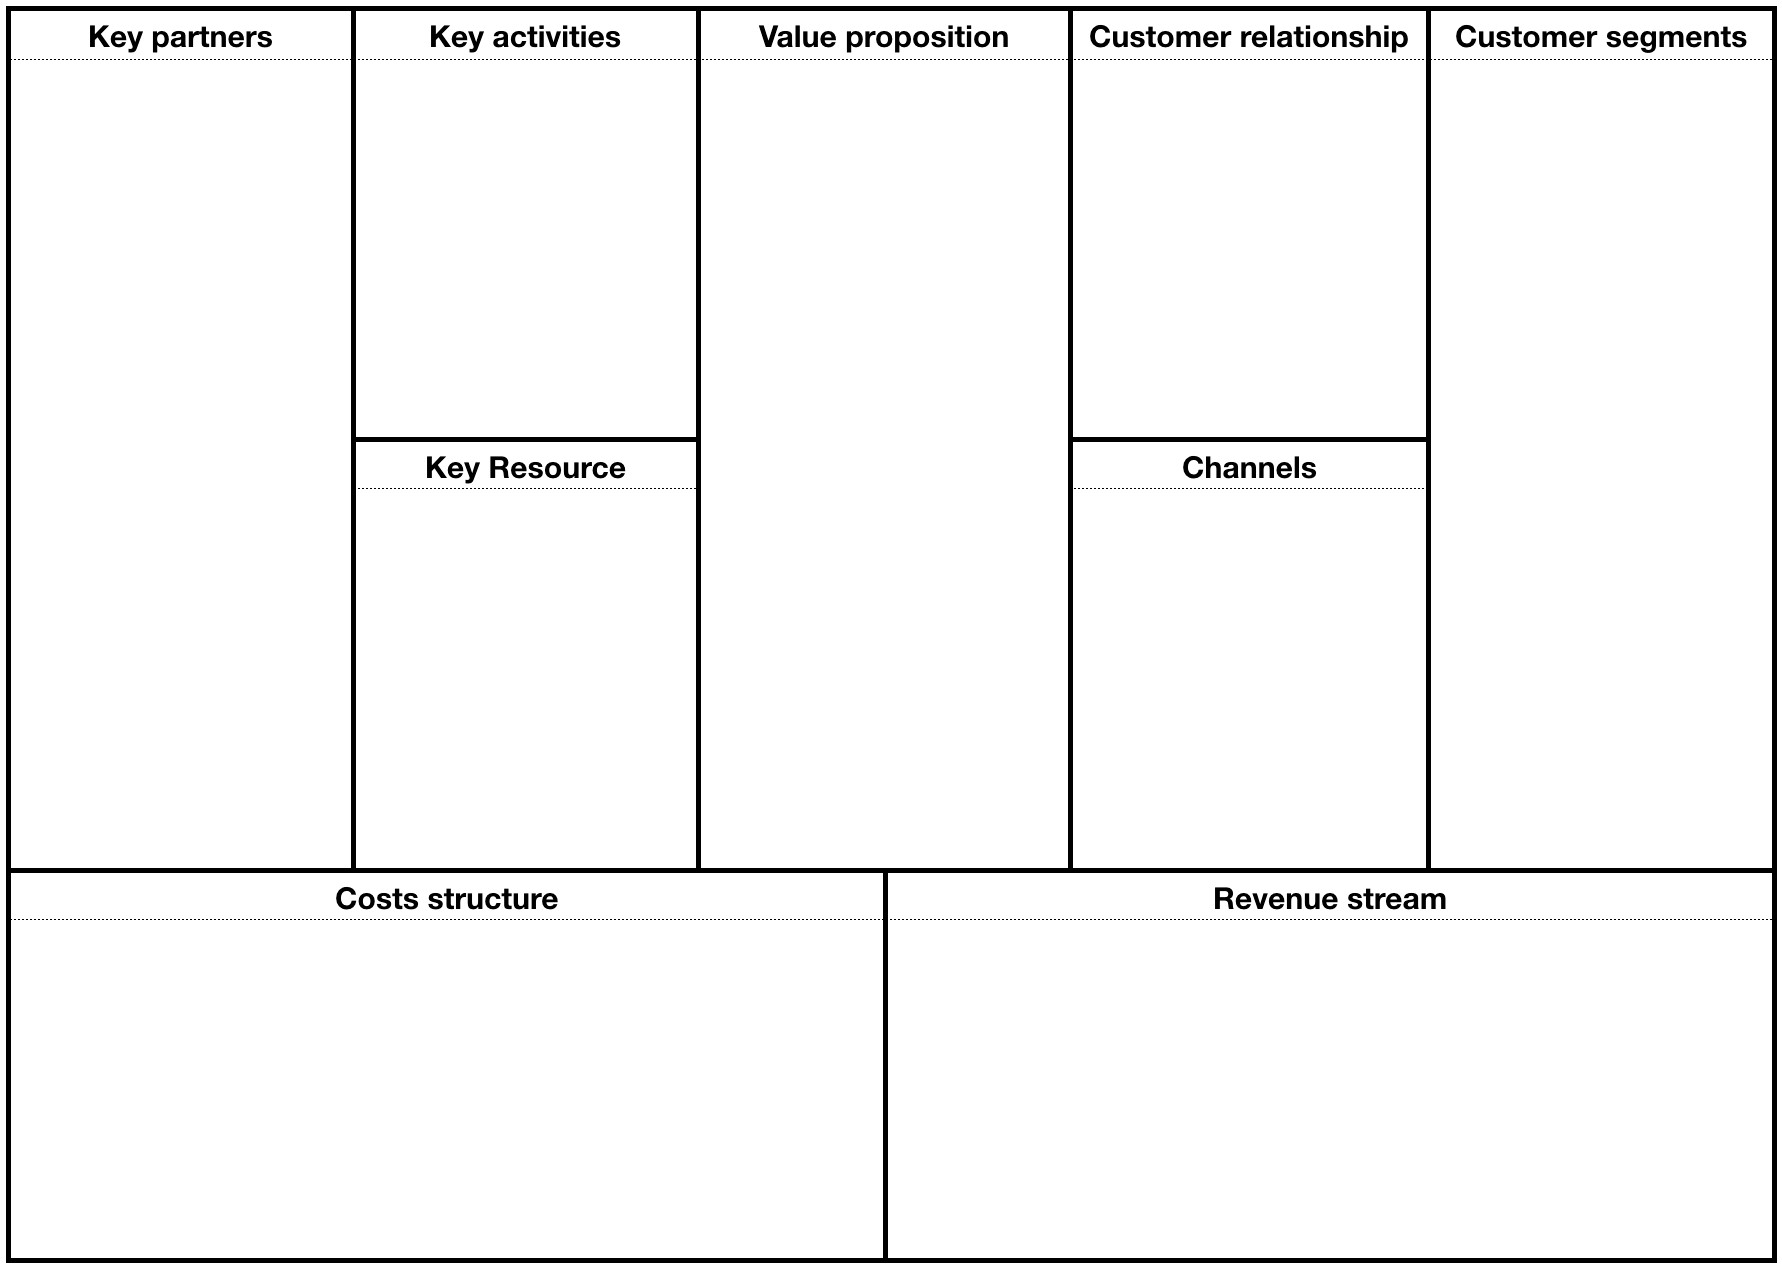 Key partners
Key activities
Value proposition
Customer relationship
Customer segments
Key Resource
Channels
Costs structure
Revenue stream